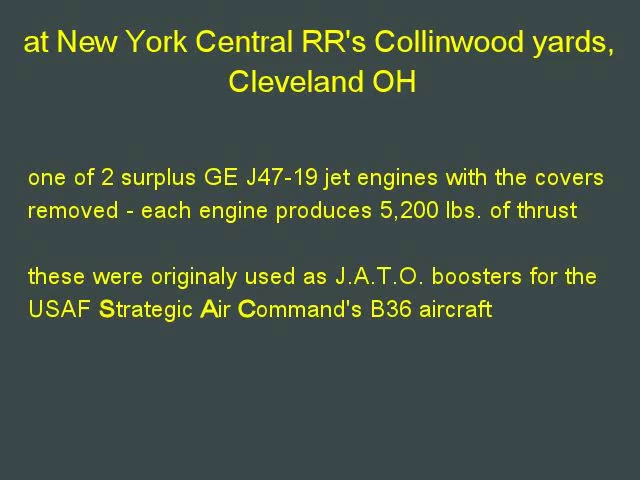 at New York Central RR's Collinwood yards,
Cleveland OH
one of 2 surplus GE J47-19 jet engines with the covers
removed - each engine produces 5,200 lbs. of thrust
these were originaly used as J.A.T.O. boosters for the
USAF Strategic Air Command's B36 aircraft